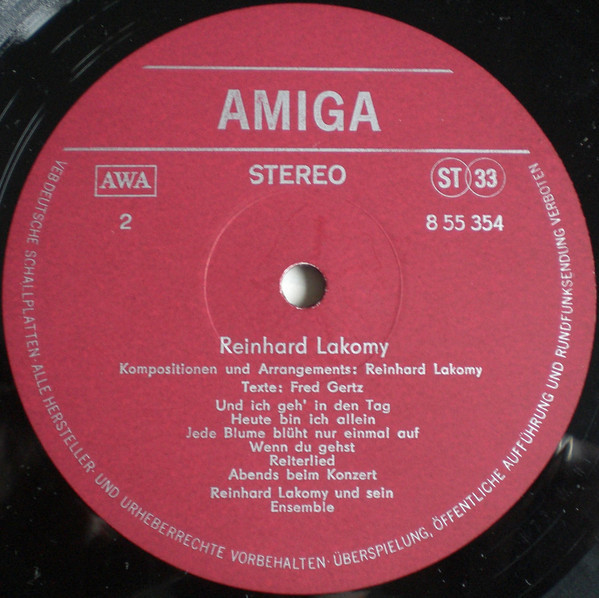 AMIGA
AWA
STEREO
ST 33
2
8 55 354
Reinhard Lakomy
Kompositionen und Arrangements: Reinhard Lakomy
Texte: Fred Gertz
Und ich geh' in den Tag
Heute bin ich allein
Jede Blume blüht nur einmal auf
Wenn du gehst
Reiterlied
Abends beim Konzert
Reinhard Lakomy und sein
Ensemble
VEB DEUTSCHE SCHALLPLATTEN · ALLE HERSTELLER- UND URHEBERRECHTE VORBEHALTEN · ÜBERSPIELUNG, ÖFFENTLICHE AUFFÜHRUNG UND RUNDFUNKSENDUNG VERBOTEN